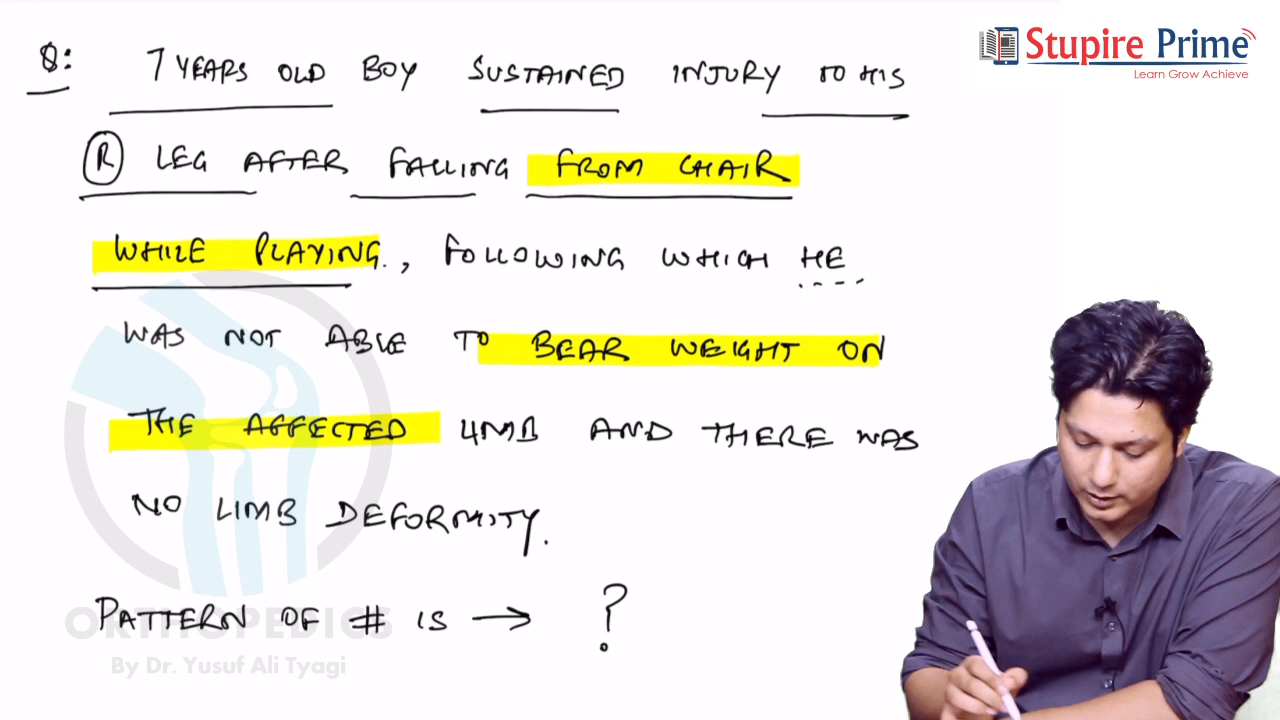 Stupire Prime
Learn Grow Achieve
Q: 7 YEARS OLD BOY SUSTAINED INJURY TO HIS
R LEG AFTER FALLING FROM CHAIR
WHILE PLAYING., FOLLOWING WHICH HE
WAS NOT ABLE TO BEAR WEIGHT ON
THE AFFECTED LIMB AND THERE WAS
NO LIMB DEFORMITY.
PATTERN OF # IS → ?
ORTHOPEDICS
By Dr. Yusuf Ali Tyagi